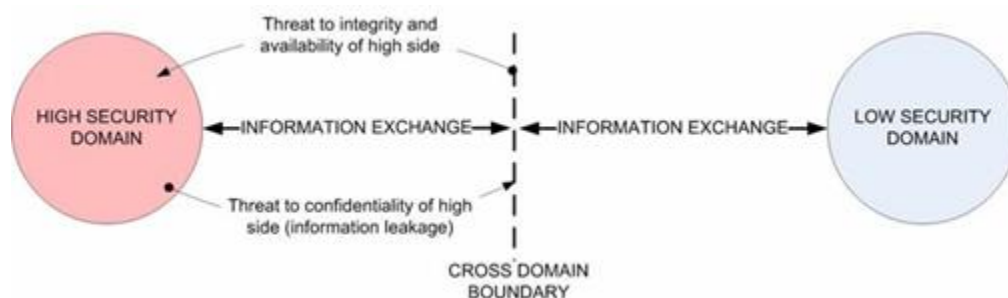 Threat to integrity and
availability of high side
HIGH SECURITY
DOMAIN
INFORMATION EXCHANGE
INFORMATION EXCHANGE
LOW SECURITY
DOMAIN
Threat to confidentiality of high
side (information leakage)
CROSS DOMAIN
BOUNDARY